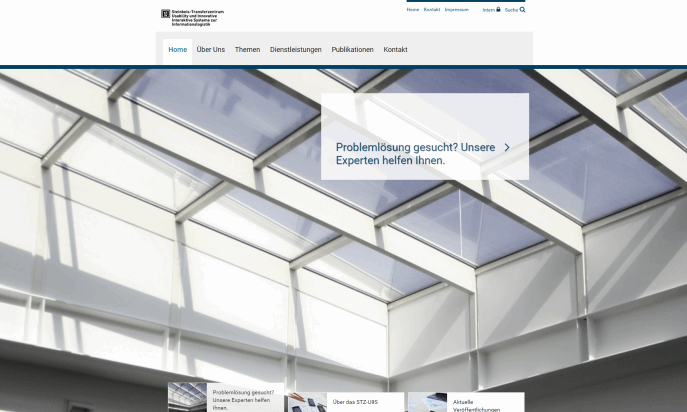 Steinbeis-Transferzentrum
Usability und Innovative
Interaktive Systeme zur
Informationslogistik
Home Kontakt Impressum Intern Suche
Home Über Uns Themen Dienstleistungen Publikationen Kontakt
Problemlösung gesucht? Unsere
Experten helfen Ihnen.
Problemlösung gesucht?
Unsere Experten helfen
Ihnen.
Über das STZ-UIIS
Aktuelle
Veröffentlichungen